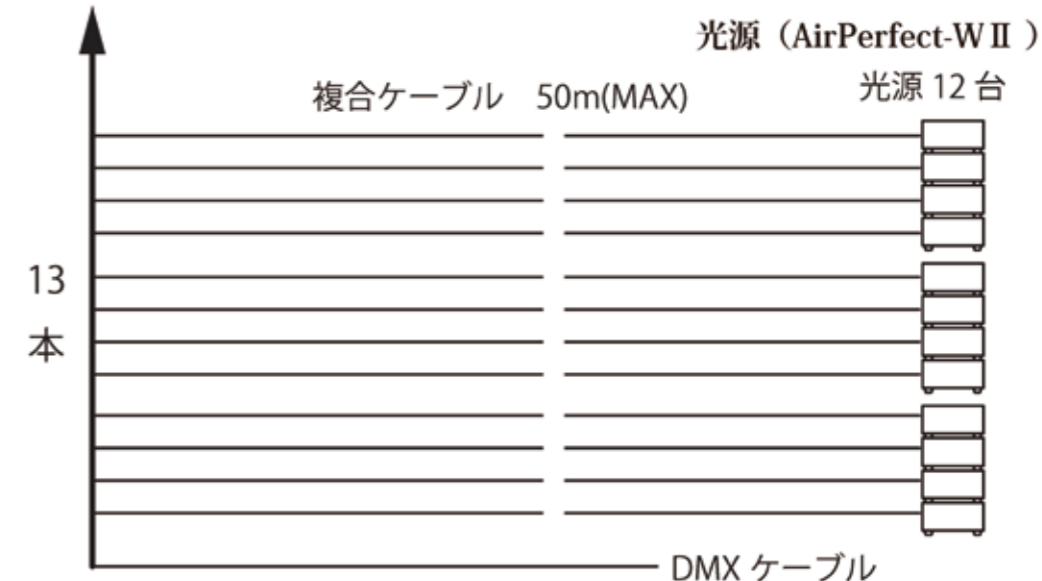 光源（AirPerfect-W Ⅱ ）
複合ケーブル　50m(MAX)
光源 12 台
13
本
DMX ケーブル